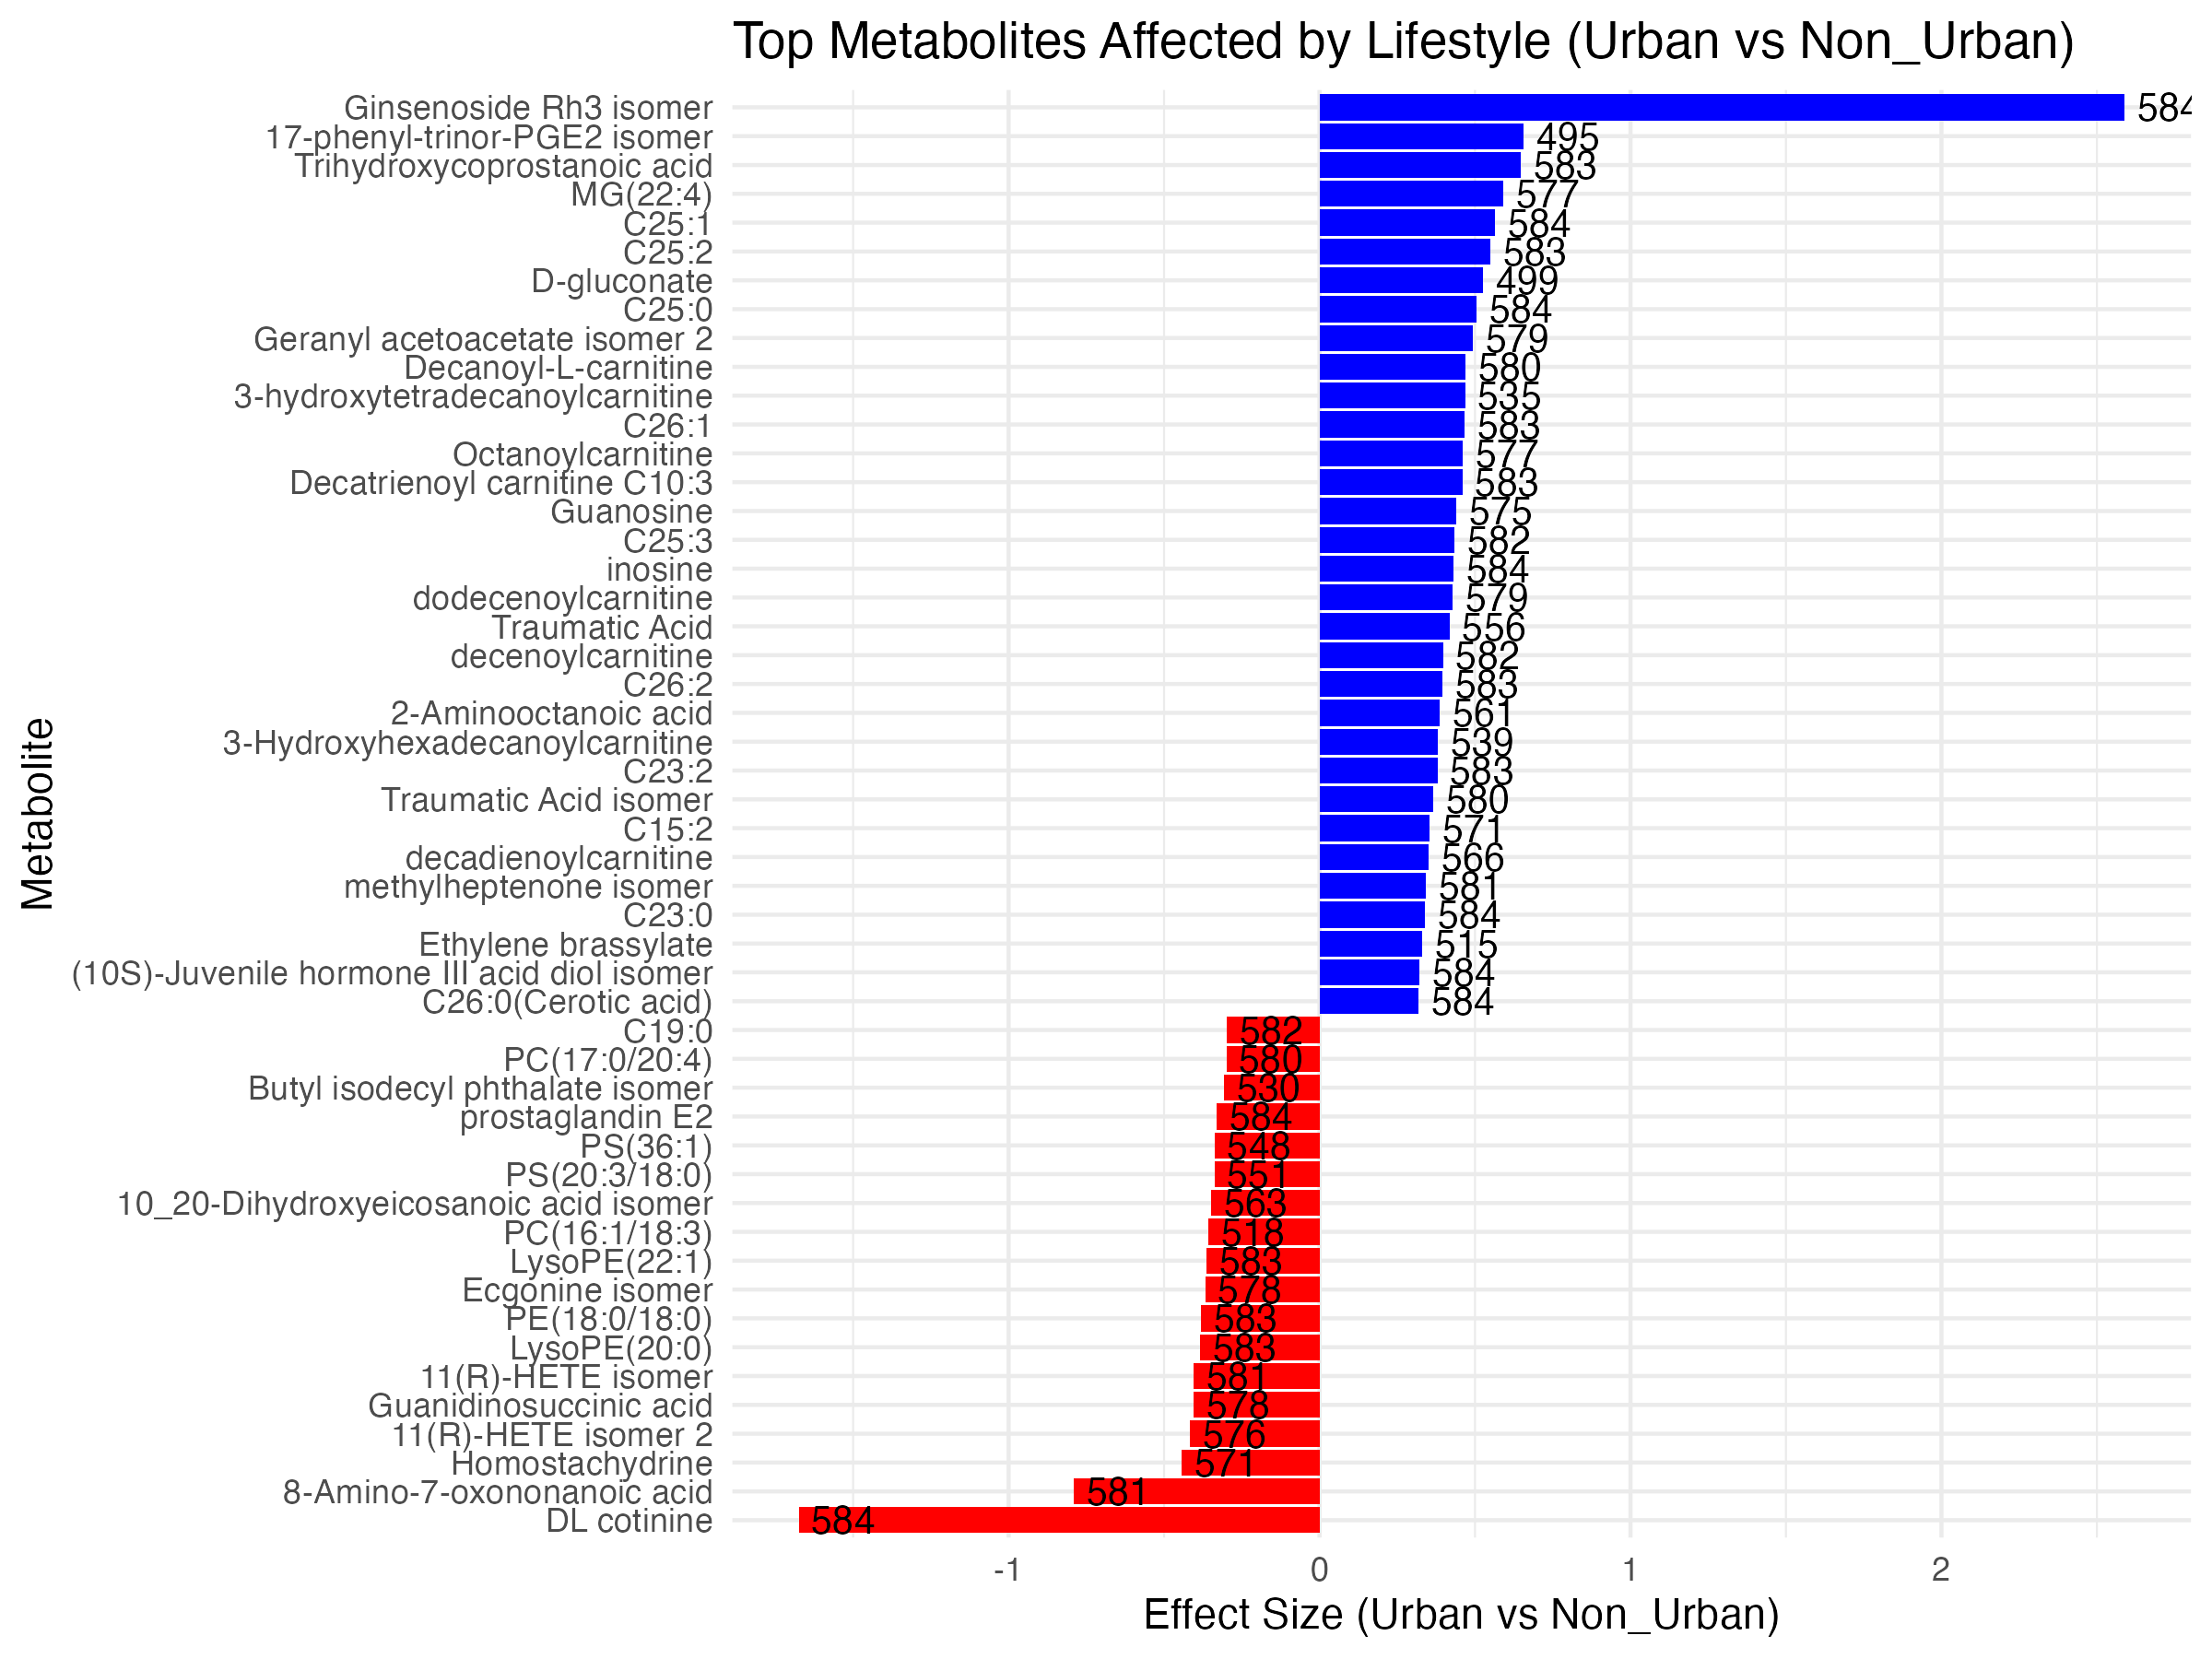 Top Metabolites Affected by Lifestyle (Urban vs Non_Urban)
Metabolite
Ginsenoside Rh3 isomer 584
17-phenyl-trinor-PGE2 isomer 495
Trihydroxycoprostanoic acid 583
MG(22:4) 577
C25:1 584
C25:2 583
D-gluconate 499
C25:0 584
Geranyl acetoacetate isomer 2 579
Decanoyl-L-carnitine 580
3-hydroxytetradecanoylcarnitine 535
C26:1 583
Octanoylcarnitine 577
Decatrienoyl carnitine C10:3 583
Guanosine 575
C25:3 582
inosine 584
dodecenoylcarnitine 579
Traumatic Acid 556
decenoylcarnitine 582
C26:2 583
2-Aminooctanoic acid 561
3-Hydroxyhexadecanoylcarnitine 539
C23:2 583
Traumatic Acid isomer 580
C15:2 571
decadienoylcarnitine 566
methylheptenone isomer 581
C23:0 584
Ethylene brassylate 515
(10S)-Juvenile hormone III acid diol isomer 584
C26:0(Cerotic acid) 584
C19:0 582
PC(17:0/20:4) 580
Butyl isodecyl phthalate isomer 530
prostaglandin E2 584
PS(36:1) 548
PS(20:3/18:0) 551
10_20-Dihydroxyeicosanoic acid isomer 563
PC(16:1/18:3) 518
LysoPE(22:1) 583
Ecgonine isomer 578
PE(18:0/18:0) 583
LysoPE(20:0) 583
11(R)-HETE isomer 581
Guanidinosuccinic acid 578
11(R)-HETE isomer 2 576
Homostachydrine 571
8-Amino-7-oxononanoic acid 581
DL cotinine 584
-1 0 1 2
Effect Size (Urban vs Non_Urban)